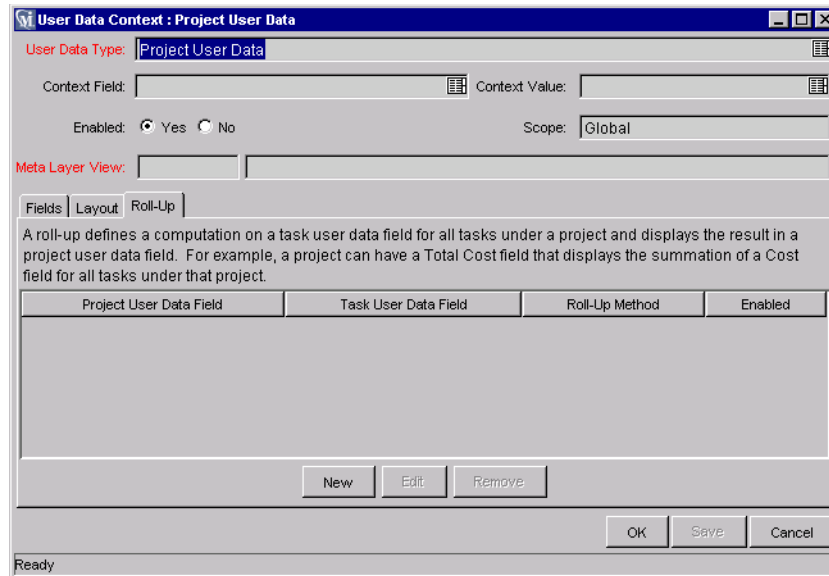 User Data Context : Project User Data
User Data Type: Project User Data
Context Field: Context Value:
Enabled: Yes No Scope: Global
Meta Layer View:
Fields Layout Roll-Up
A roll-up defines a computation on a task user data field for all tasks under a project and displays the result in a
project user data field. For example, a project can have a Total Cost field that displays the summation of a Cost
field for all tasks under that project.
Project User Data Field Task User Data Field Roll-Up Method Enabled
New Edit Remove
OK Save Cancel
Ready